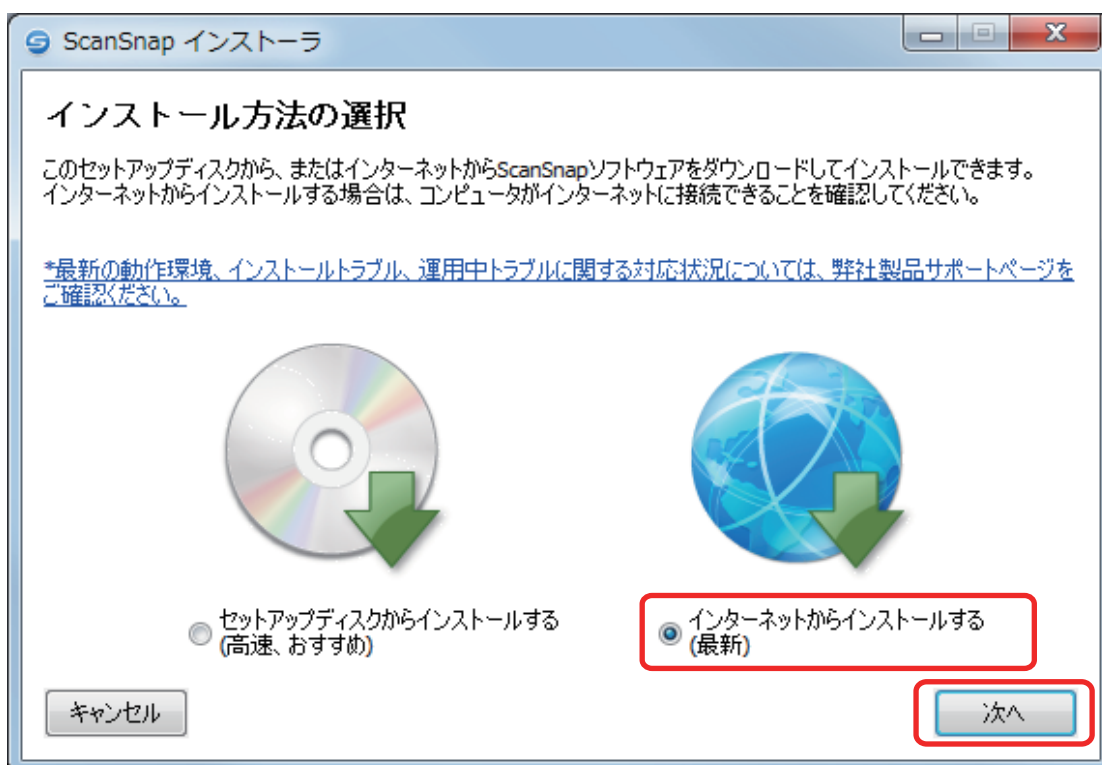 ScanSnap インストーラ
インストール方法の選択
このセットアップディスクから、またはインターネットからScanSnapソフトウェアをダウンロードしてインストールできます。
インターネットからインストールする場合は、コンピュータがインターネットに接続できることを確認してください。
*最新の動作環境、インストールトラブル、運用中トラブルに関する対応状況については、弊社製品サポートページを
ご確認ください。
セットアップディスクからインストールする
(高速、おすすめ)
インターネットからインストールする
(最新)
キャンセル
次へ